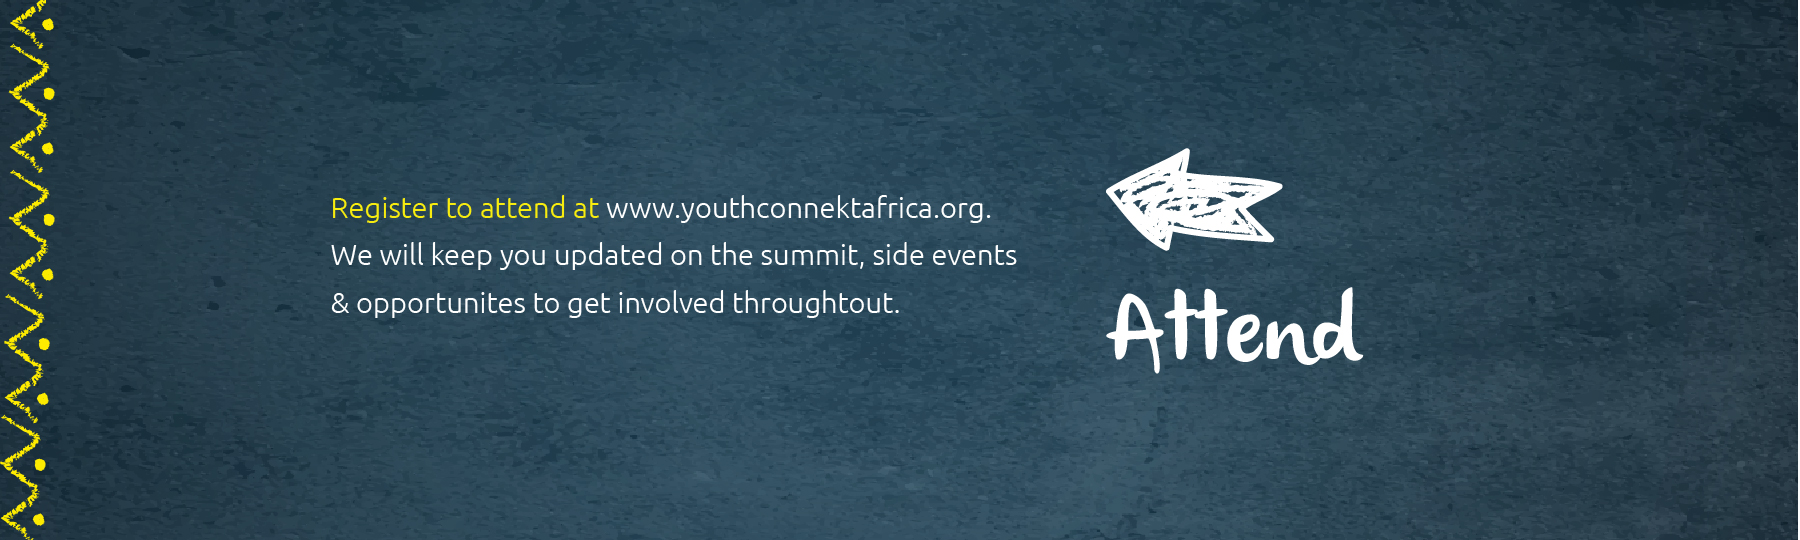 Register to attend at www.youthconnektafrica.org.
We will keep you updated on the summit, side events
& opportunites to get involved throughtout.
Attend